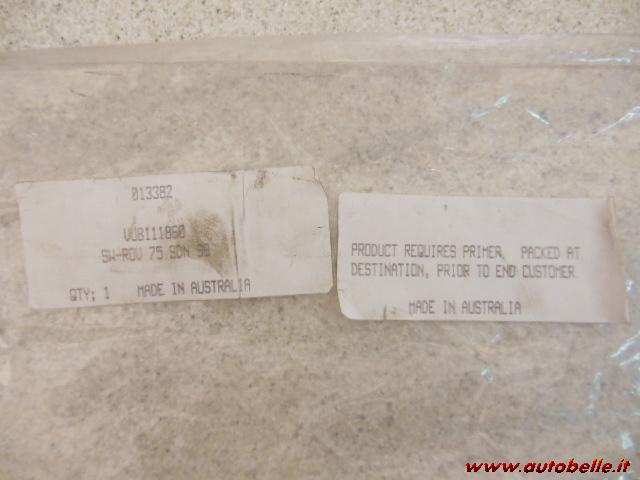 013382
VUB111860
SW-ROV 75 SDN 98
QTY; 1 MADE IN AUSTRALIA
PRODUCT REQUIRES PRIMER. PACKED AT
DESTINATION, PRIOR TO END CUSTOMER.
MADE IN AUSTRALIA
www.autobelle.it